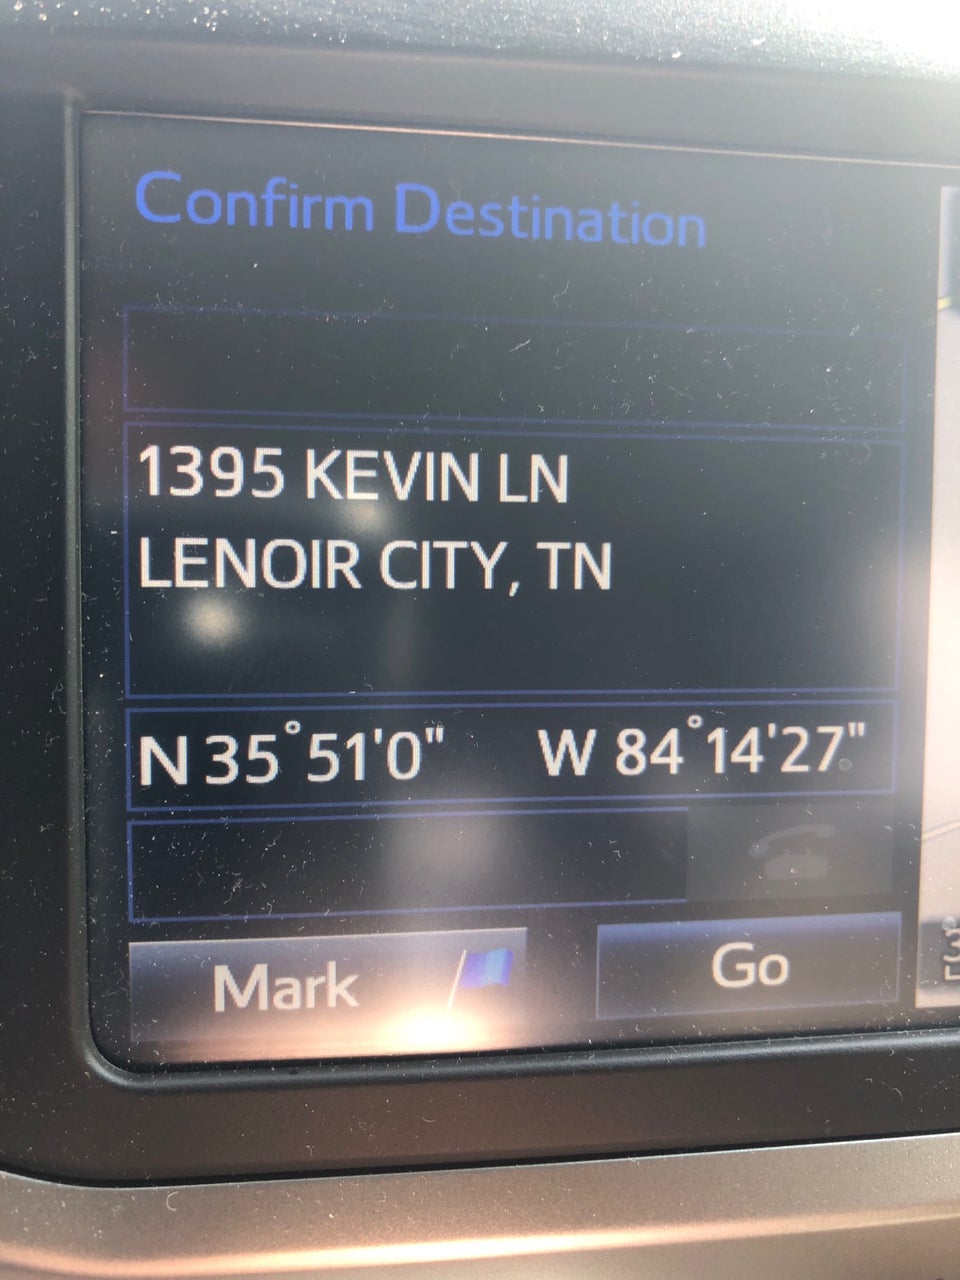 Confirm Destination
1395 KEVIN LN
LENOIR CITY, TN
N 35°51'0" W 84°14'27"
Mark Go